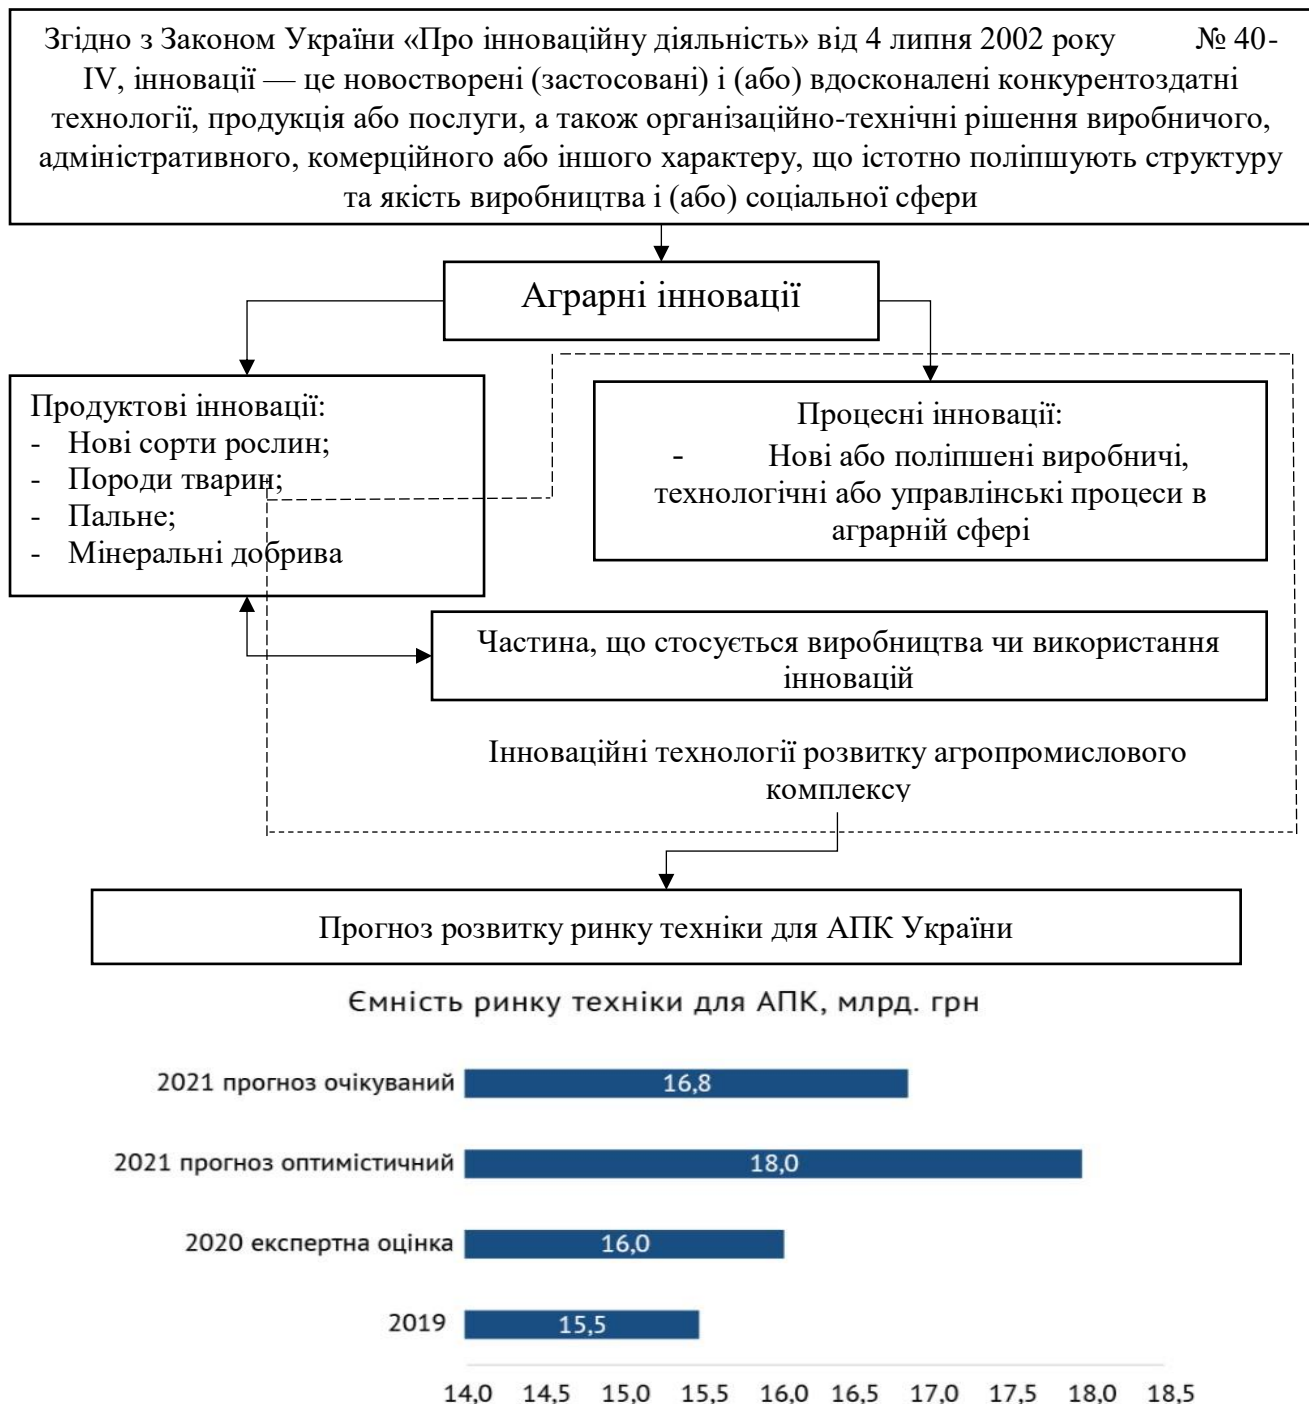 Згідно з Законом України «Про інноваційну діяльність» від 4 липня 2002 року № 40-
IV, інновації — це новостворені (застосовані) і (або) вдосконалені конкурентоздатні
технології, продукція або послуги, а також організаційно-технічні рішення виробничого,
адміністративного, комерційного або іншого характеру, що істотно поліпшують структуру
та якість виробництва і (або) соціальної сфери
Аграрні інновації
Продуктові інновації:
- Нові сорти рослин;
- Породи тварин;
- Пальне;
- Мінеральні добрива
Процесні інновації:
- Нові або поліпшені виробничі,
технологічні або управлінські процеси в
аграрній сфері
Частина, що стосується виробництва чи використання
інновацій
Інноваційні технології розвитку агропромислового
комплексу
Прогноз розвитку ринку техніки для АПК України
Ємність ринку техніки для АПК, млрд. грн
2021 прогноз очікуваний 16,8
2021 прогноз оптимістичний 18,0
2020 експертна оцінка 16,0
2019 15,5
14,0 14,5 15,0 15,5 16,0 16,5 17,0 17,5 18,0 18,5